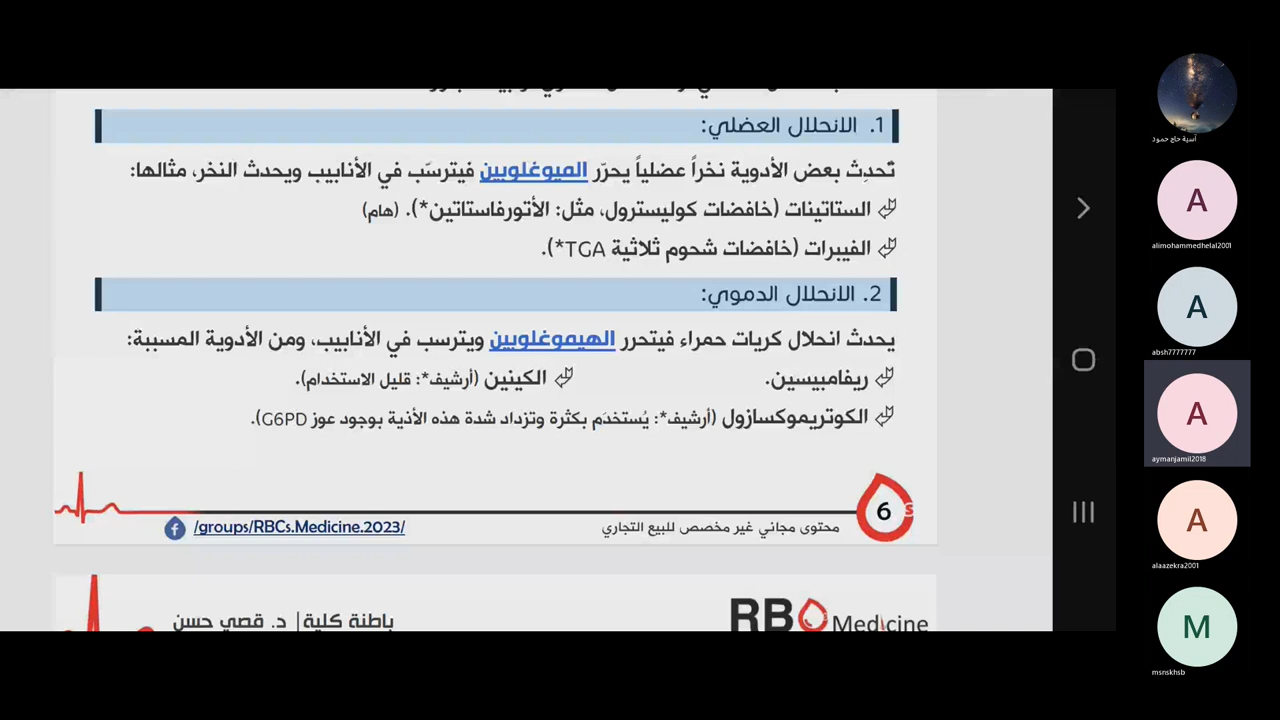 1. الانحلال العضلي:
تُحدِث بعض الأدوية نخراً عضلياً يحرّر الميوغلوبين فيترسّب في الأنابيب ويحدث النخر، مثالها:
الستاتينات (خافضات كوليسترول، مثل: الأتورفاستاتين*). (هام)
الفيبرات (خافضات شحوم ثلاثية TGA*).
2. الانحلال الدموي:
يحدث انحلال كريات حمراء فيتحرر الهيموغلوبين ويترسب في الأنابيب، ومن الأدوية المسببة:
ريفامبيسين. الكينين (أرشيف*: قليل الاستخدام).
الكوتريموكسازول (أرشيف*: يُستخدَم بكثرة وتزداد شدة هذه الأذية بوجود عوز G6PD).
6
محتوى مجاني غير مخصص للبيع التجاري
/groups/RBCs.Medicine.2023/
RB Medicine
باطنة كلية | د. قصي حسن
آسية حاج حمود
A
alimohammedhelal2001
A
absh7777777
A
aymanjamil2018
A
alaazekra2001
M
msnskhsb